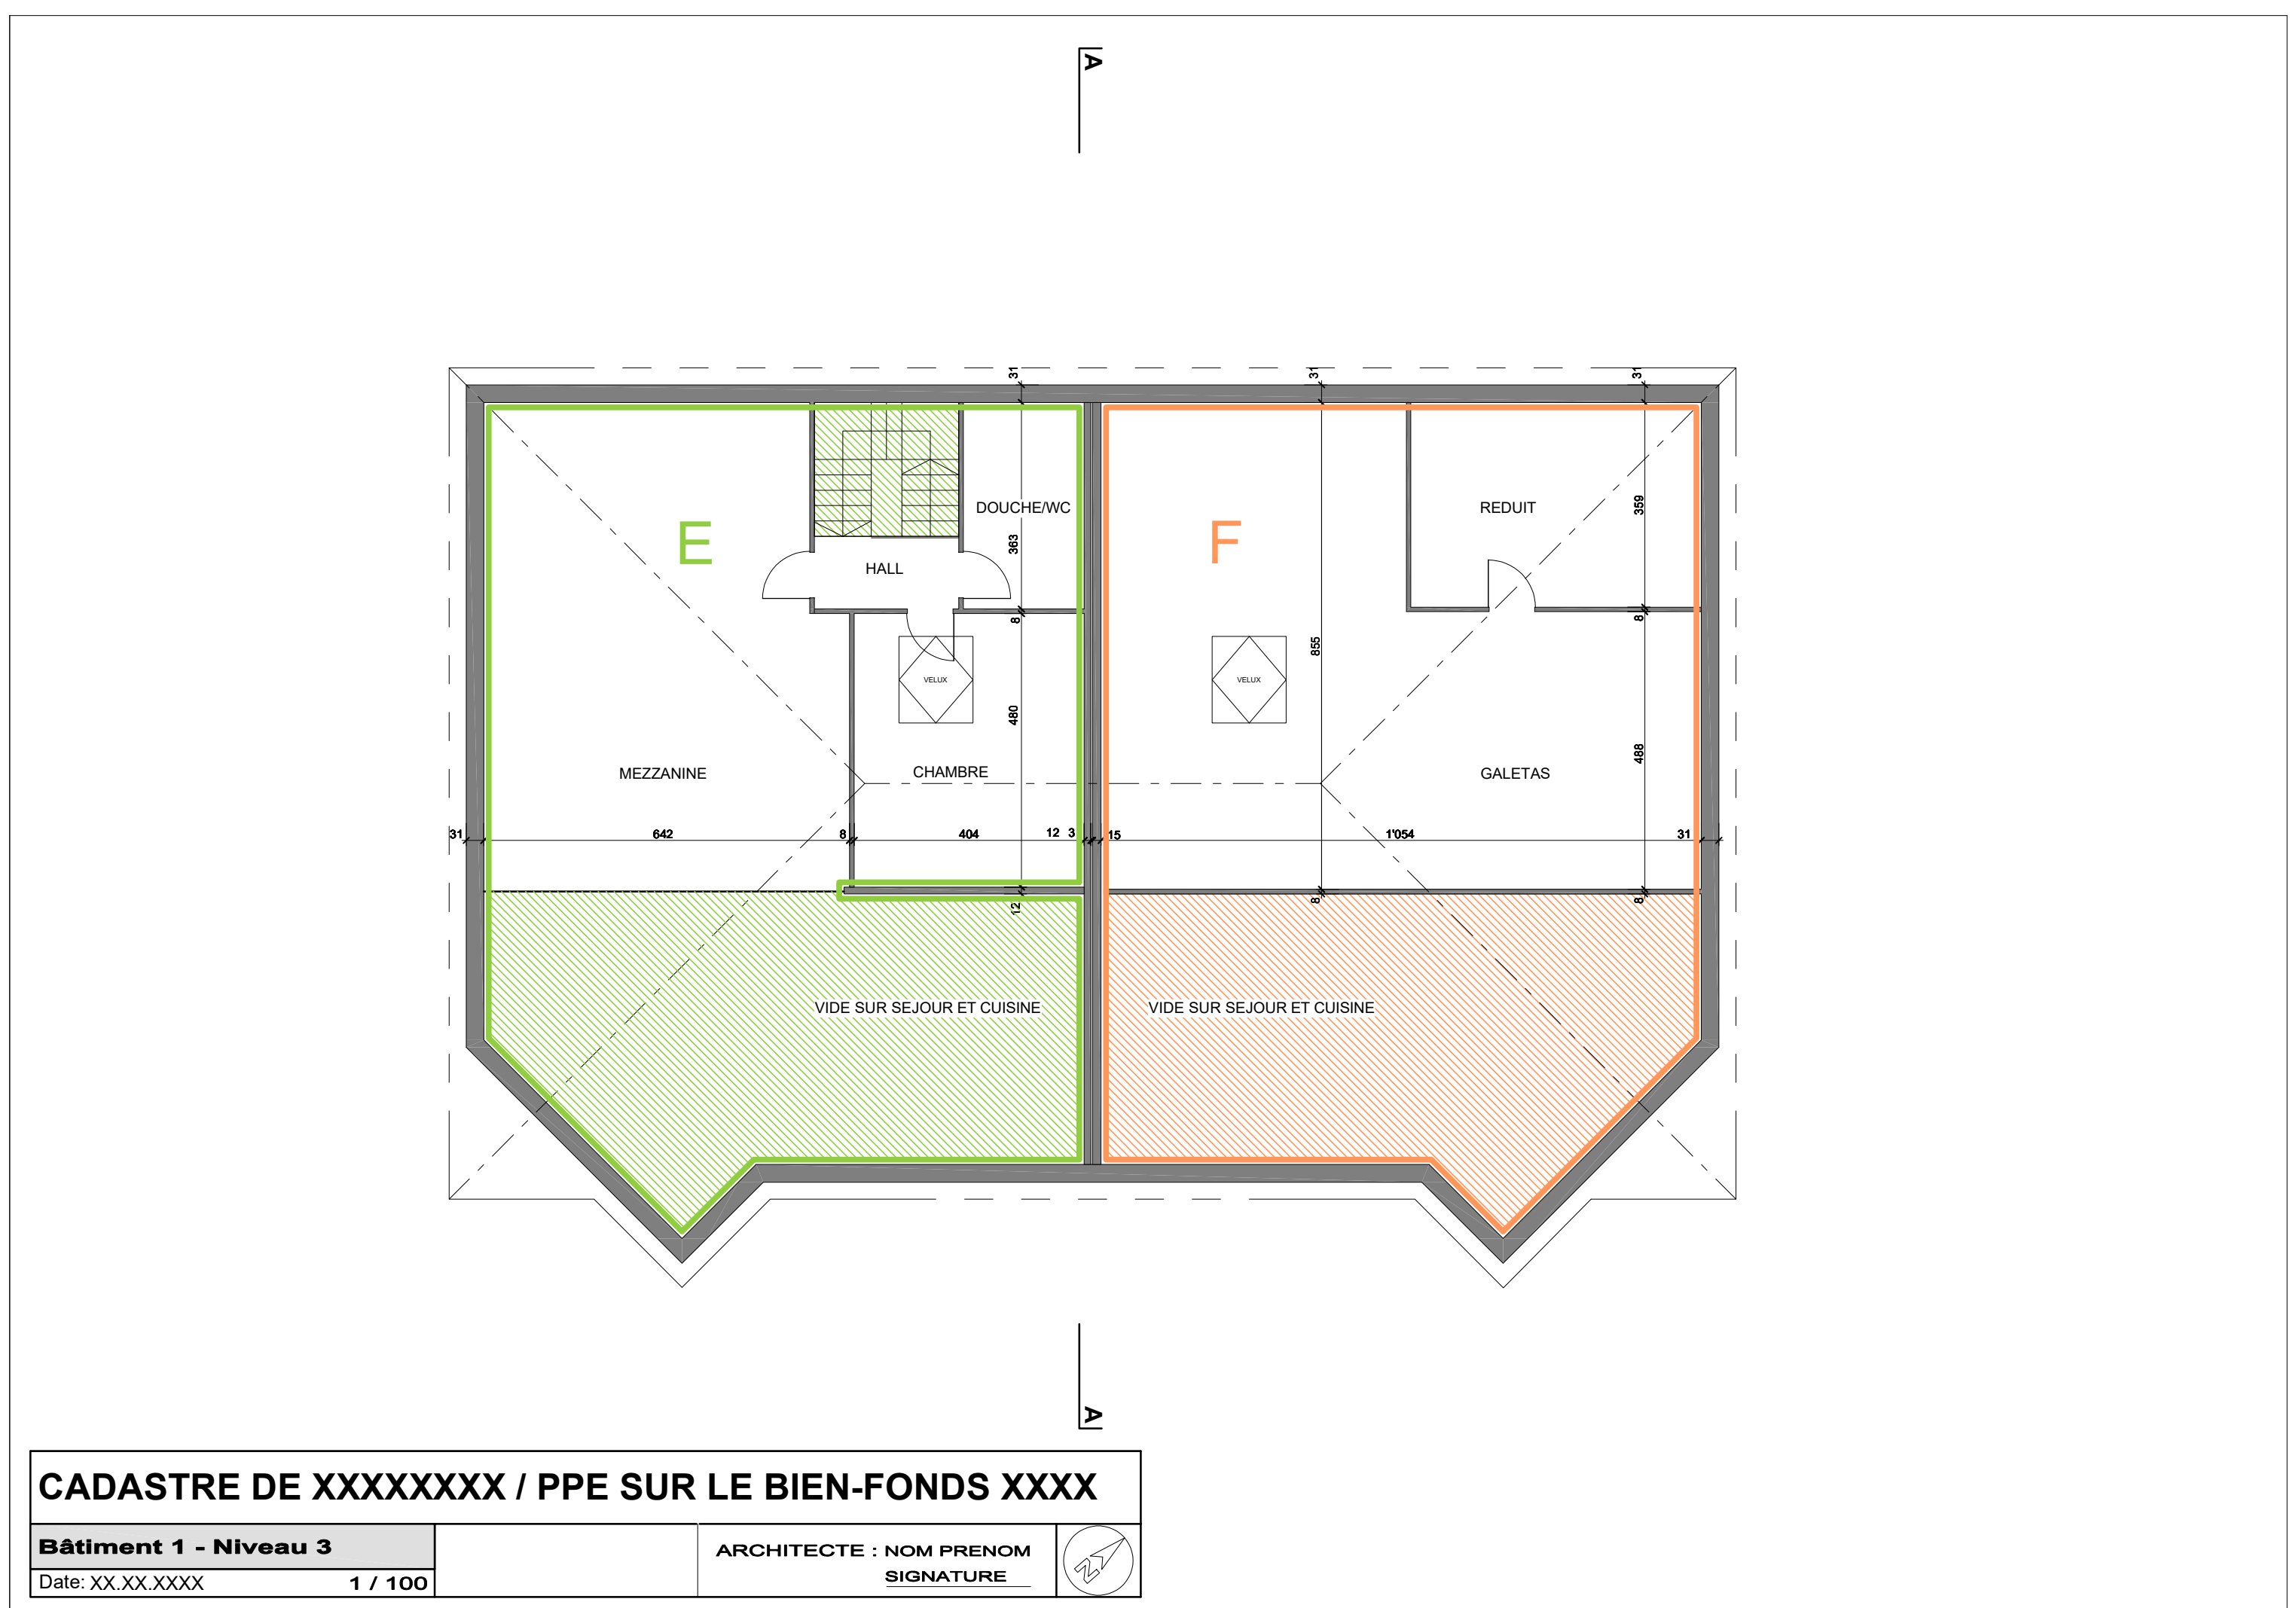 A
31
31
31
DOUCHE/WC
REDUIT
359
E
F
363
HALL
8
8
855
VELUX
VELUX
480
488
MEZZANINE
CHAMBRE
GALETAS
31
642
8
404
12
3
15
1'054
31
12
8
8
VIDE SUR SEJOUR ET CUISINE
VIDE SUR SEJOUR ET CUISINE
A
CADASTRE DE XXXXXXXX / PPE SUR LE BIEN-FONDS XXXX
Bâtiment 1 - Niveau 3
ARCHITECTE : NOM PRENOM
SIGNATURE
Date: XX.XX.XXXX
1 / 100
N